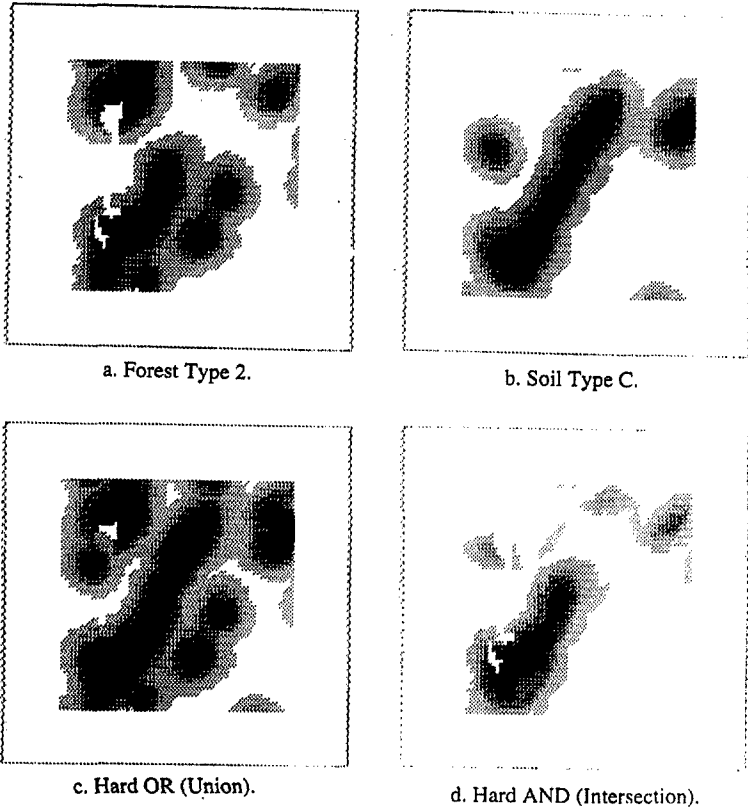 a. Forest Type 2.
b. Soil Type C.
c. Hard OR (Union).
d. Hard AND (Intersection).